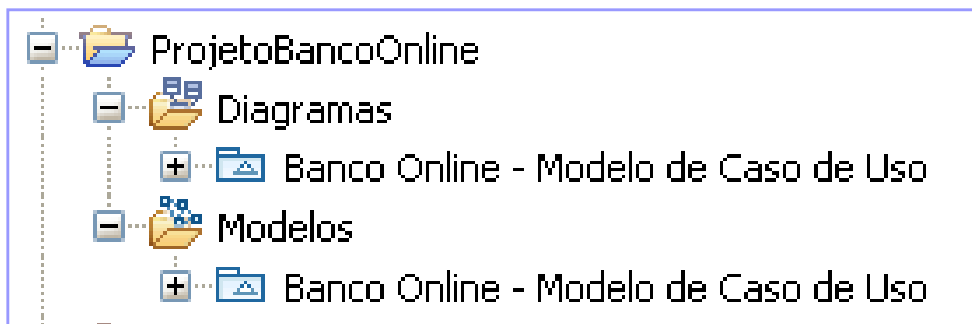 ProjetoBancoOnline
Diagramas
Banco Online - Modelo de Caso de Uso
Modelos
Banco Online - Modelo de Caso de Uso